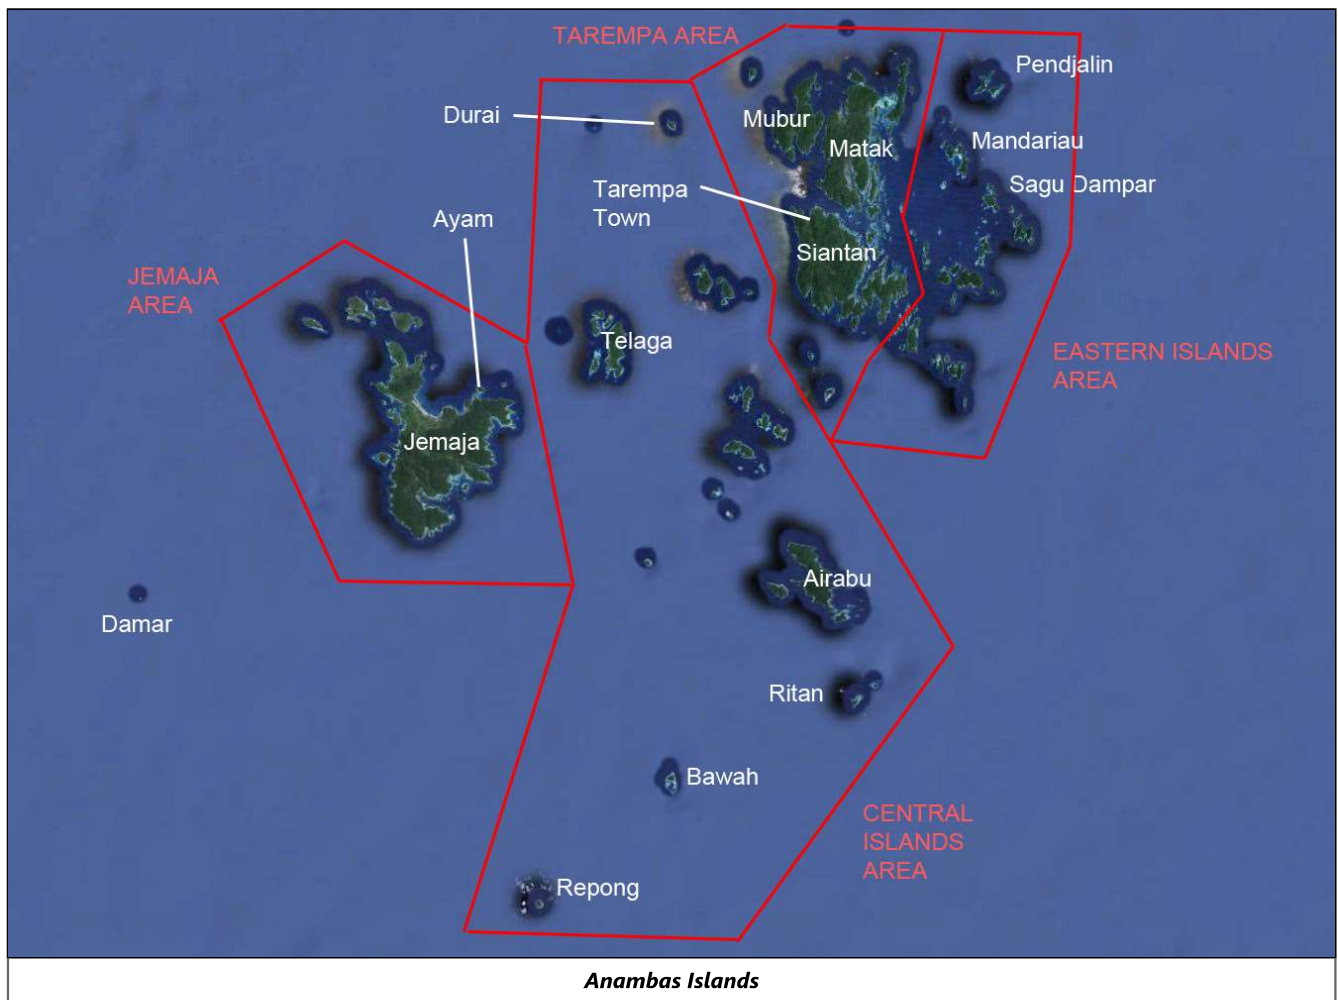 TAREMPA AREA
Pendjalin
Durai
Mubur
Mandariau
Matak
Tarempa
Town
Sagu Dampar
Ayam
Siantan
JEMAJA
AREA
Telaga
EASTERN ISLANDS
AREA
Jemaja
Airabu
Damar
Ritan
Bawah
CENTRAL
ISLANDS
AREA
Repong
Anambas Islands